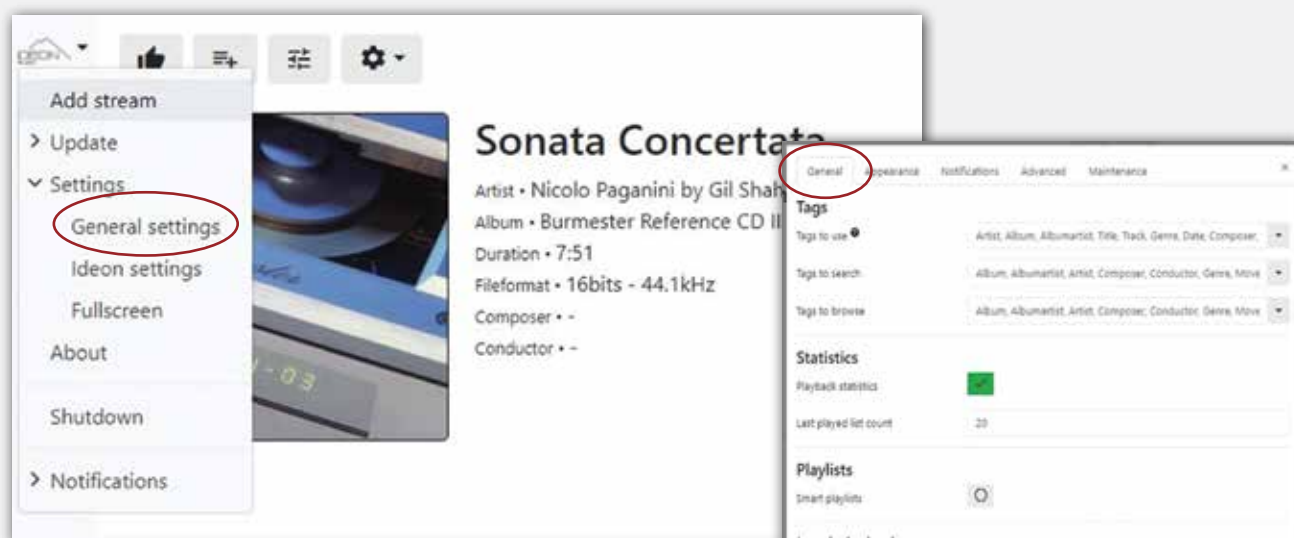 Add stream
Update
Settings
General settings
Ideon settings
Fullscreen
About
Shutdown
Notifications
Sonata Concertata
Artist • Nicolo Paganini by Gil Shah
Album • Burmester Reference CD II
Duration • 7:51
Fileformat • 16bits - 44.1kHz
Composer • -
Conductor • -
General Appearance Notifications Advanced Maintenance ×
Tags
Tags to use Artist, Album, Albumartist, Title, Track, Genre, Date, Composer,
Tags to search Album, Albumartist, Artist, Composer, Conductor, Genre, Move
Tags to browse Album, Albumartist, Artist, Composer, Conductor, Genre, Move
Statistics
Playback statistics
Last played list count 20
Playlists
Smart playlists